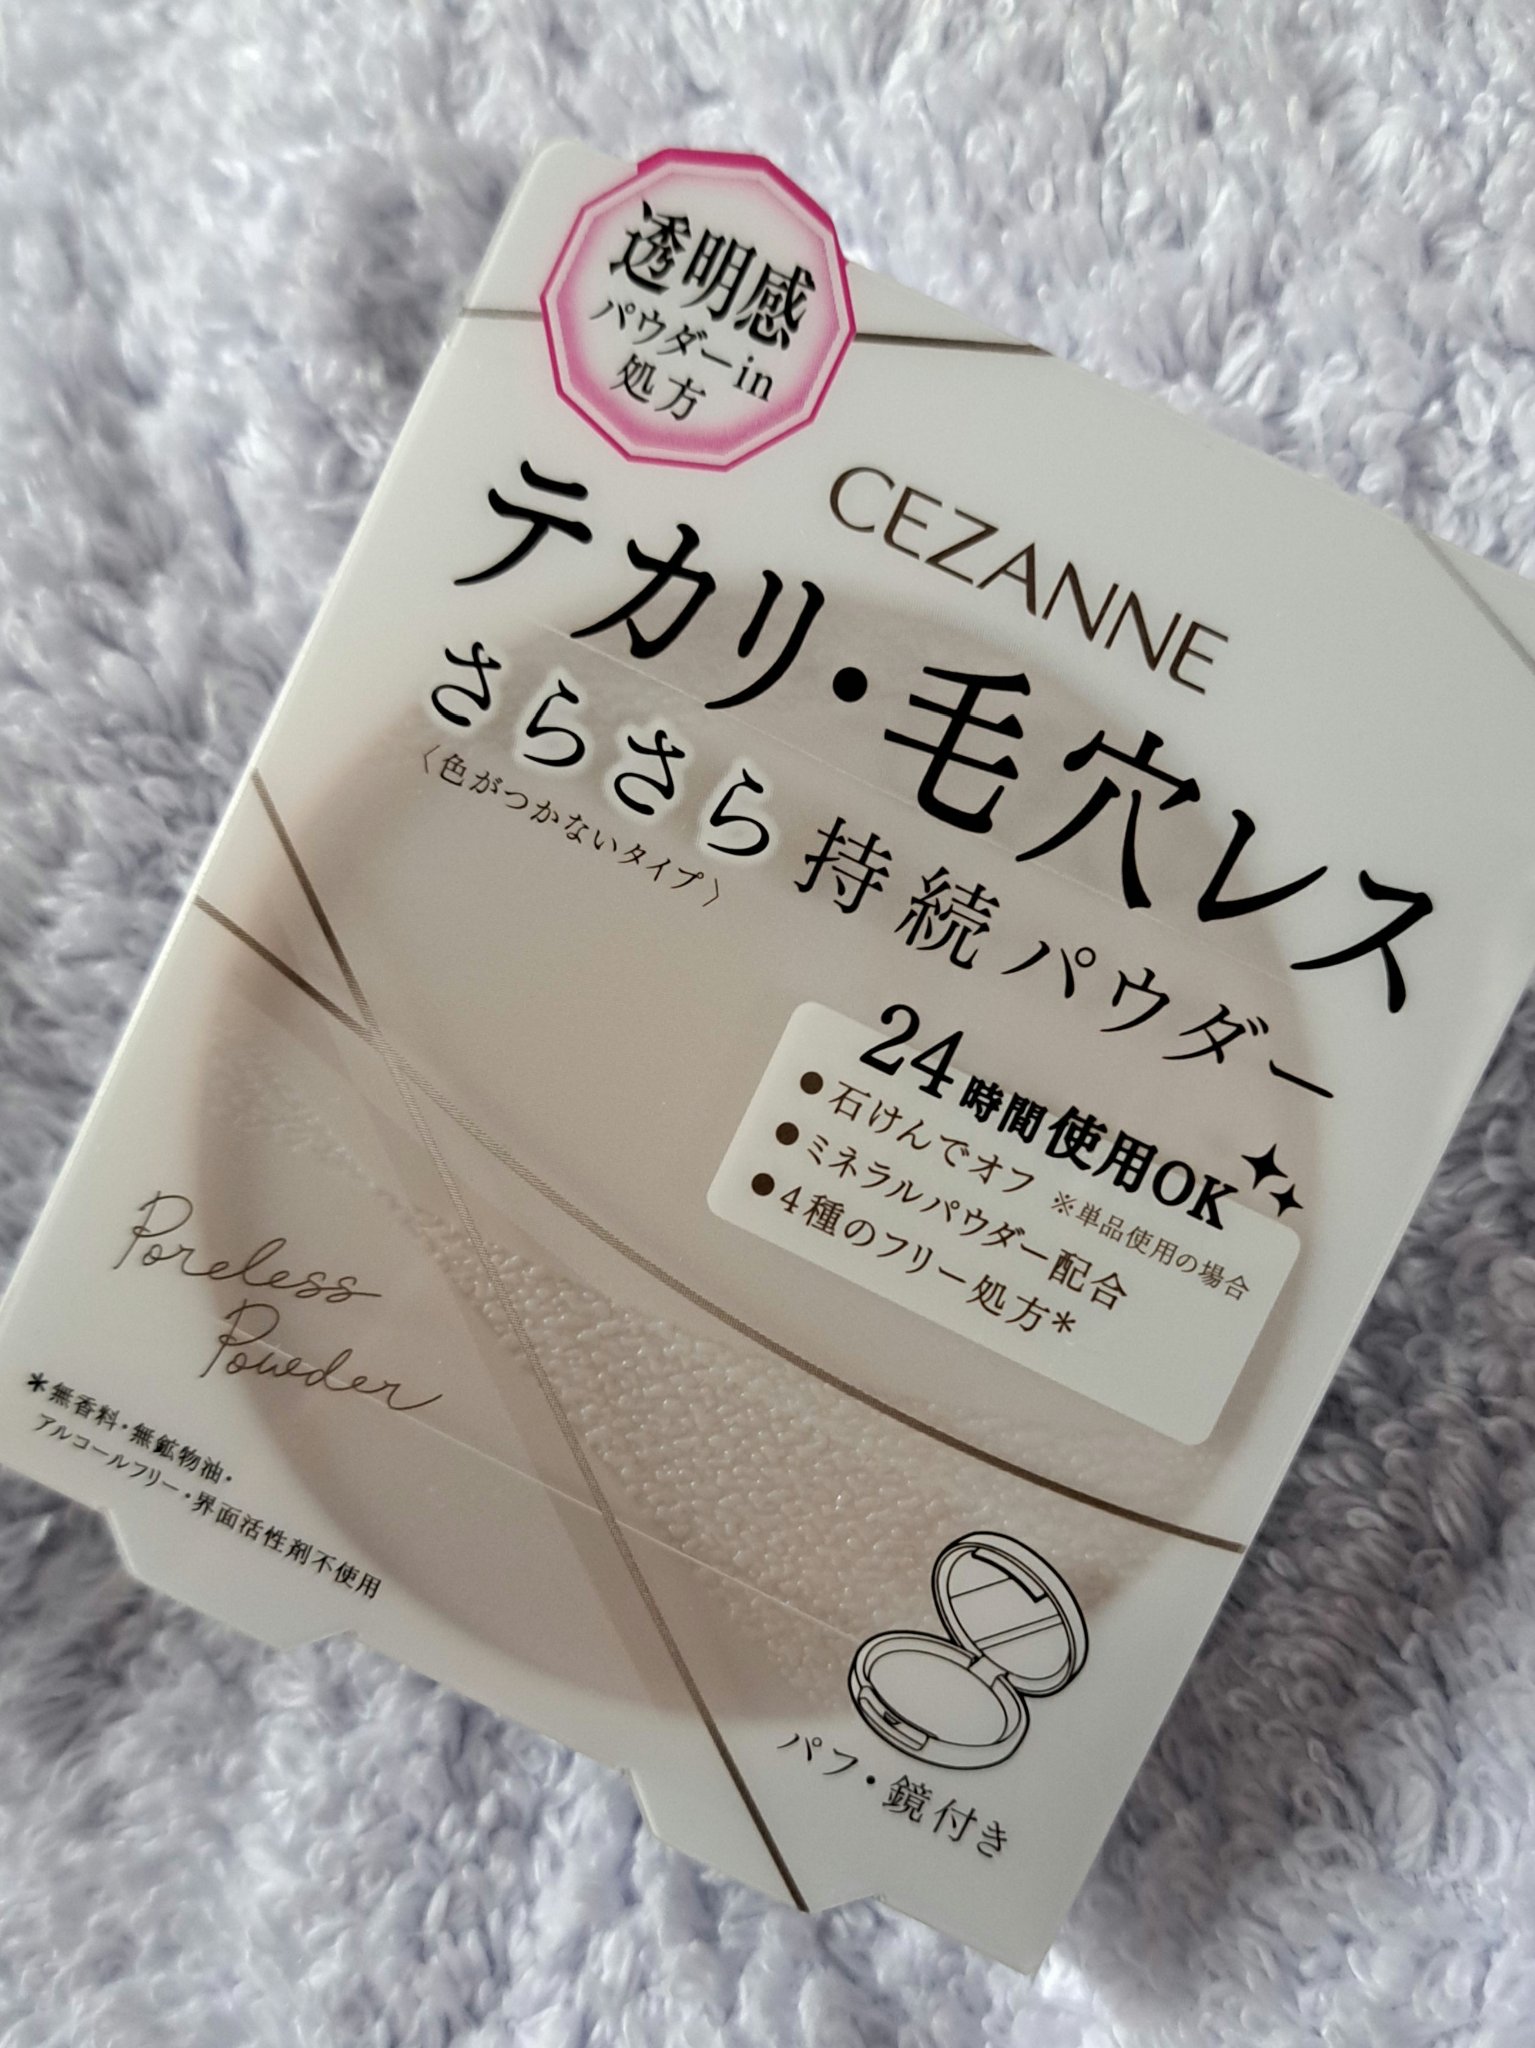 透明感
パウダーin
処方
CEZANNE
テカリ・毛穴レス
さらさら持続パウダー
〈色がつかないタイプ〉
24時間使用OK
●石けんでオフ ※単品使用の場合
●ミネラルパウダー配合
●4種のフリー処方*
Poreless
Powder
*無香料・無鉱物油・
アルコールフリー・界面活性剤不使用
パフ・鏡付き